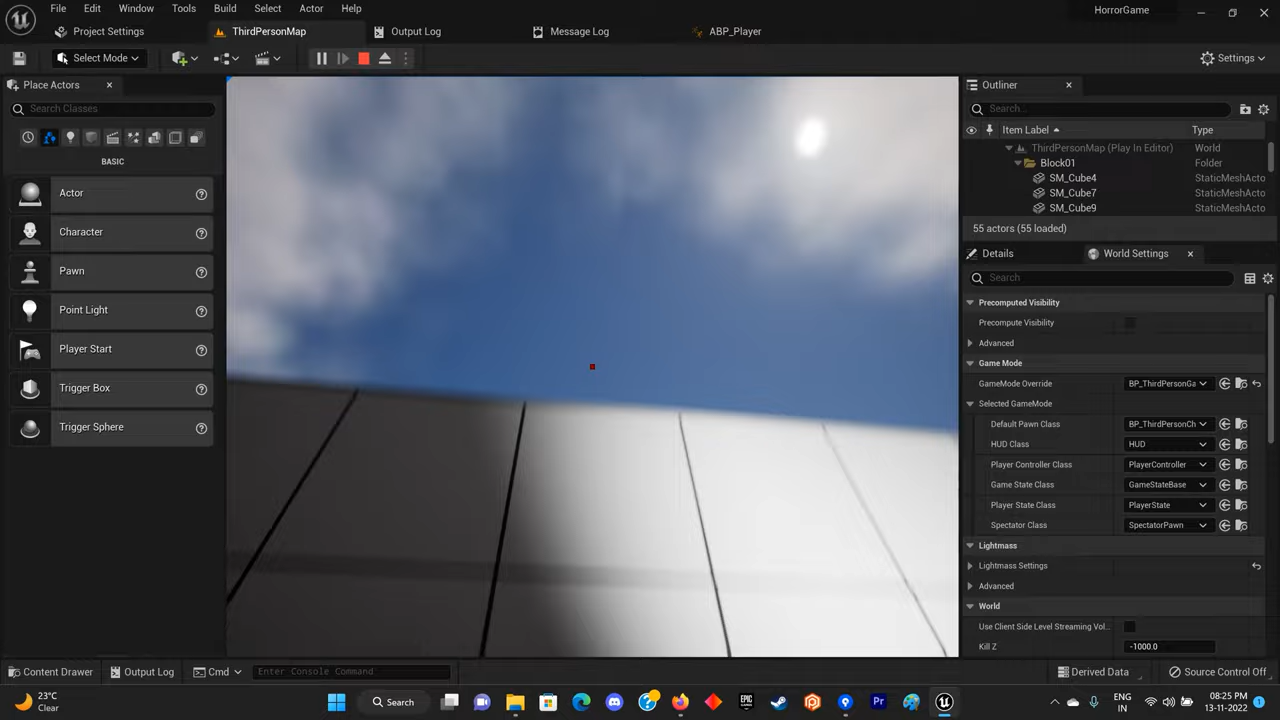 File Edit Window Tools Build Select Actor Help
HorrorGame
Project Settings
ThirdPersonMap
Output Log
Message Log
ABP_Player
Select Mode
Settings
Place Actors
Search Classes
BASIC
Actor
Character
Pawn
Point Light
Player Start
Trigger Box
Trigger Sphere
Outliner
Search...
Item Label Type
ThirdPersonMap (Play In Editor) World
Block01 Folder
SM_Cube4 StaticMeshActo
SM_Cube7 StaticMeshActo
SM_Cube9 StaticMeshActo
55 actors (55 loaded)
Details
World Settings
Search
Precomputed Visibility
Precompute Visibility
Advanced
Game Mode
GameMode Override BP_ThirdPersonGa
Selected GameMode
Default Pawn Class BP_ThirdPersonCh
HUD Class HUD
Player Controller Class PlayerController
Game State Class GameStateBase
Player State Class PlayerState
Spectator Class SpectatorPawn
Lightmass
Lightmass Settings
Advanced
World
Use Client Side Level Streaming Vol...
Kill Z -1000.0
Content Drawer Output Log Cmd Enter Console Command Derived Data Source Control Off
23°C
Clear
Search
ENG
IN
08:25 PM
13-11-2022